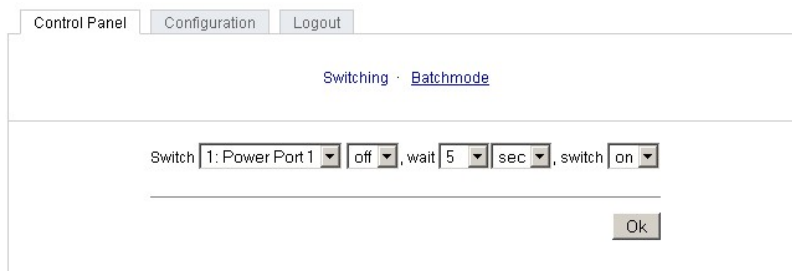 Control Panel Configuration Logout
Switching · Batchmode
Switch 1: Power Port 1 off , wait 5 sec , switch on
Ok